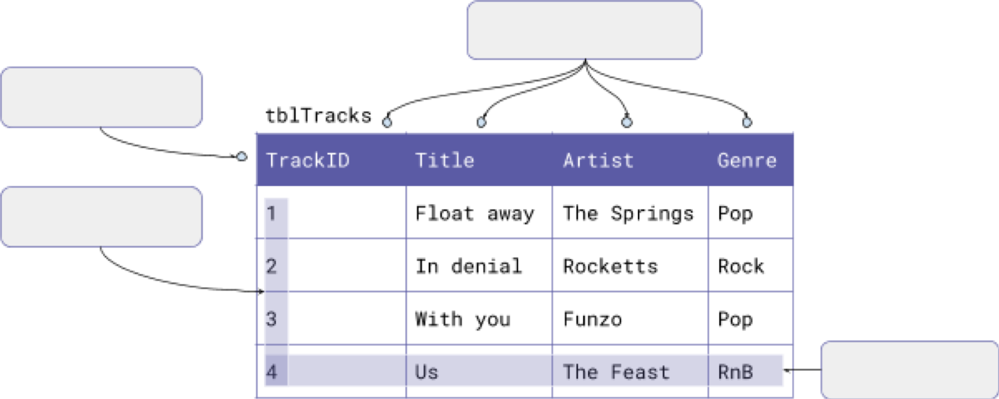 tblTracks
TrackID Title Artist Genre
1 Float away The Springs Pop
2 In denial Rocketts Rock
3 With you Funzo Pop
4 Us The Feast RnB